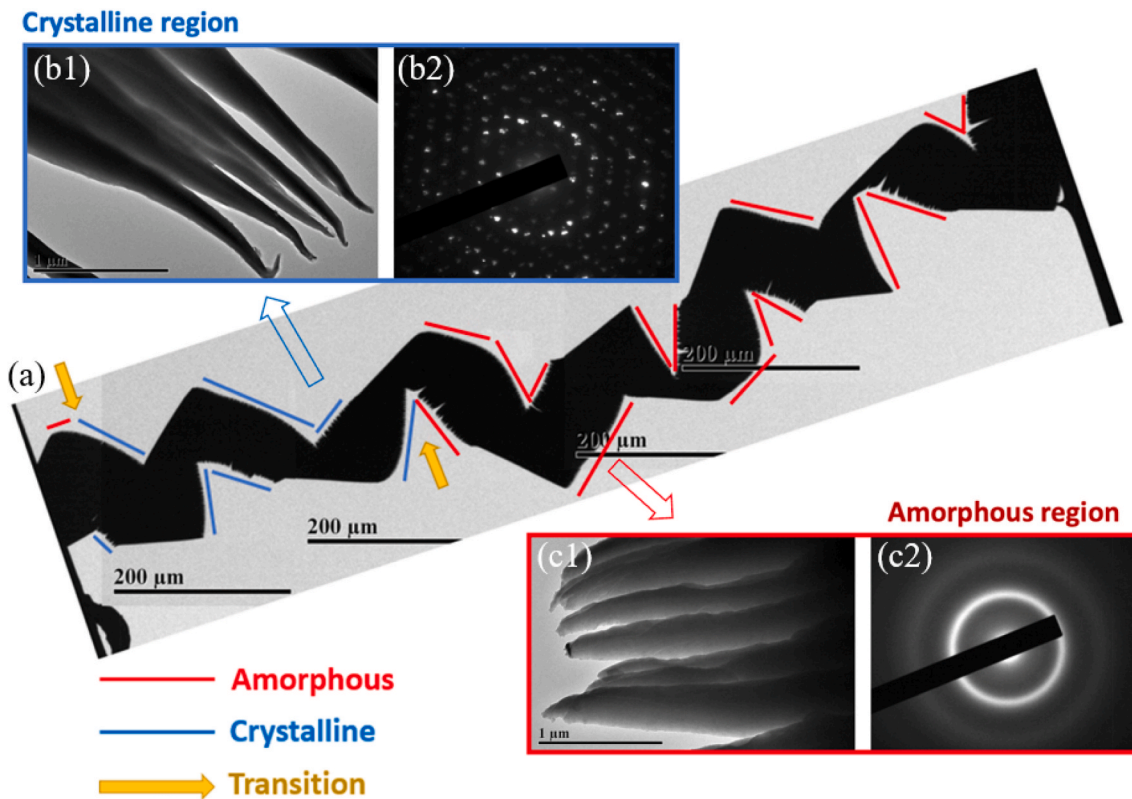 Crystalline region
(b1)
(b2)
1 μm
(a)
200 μm
200 μm
200 μm
200 μm
Amorphous region
(c1)
(c2)
1 μm
Amorphous
Crystalline
Transition